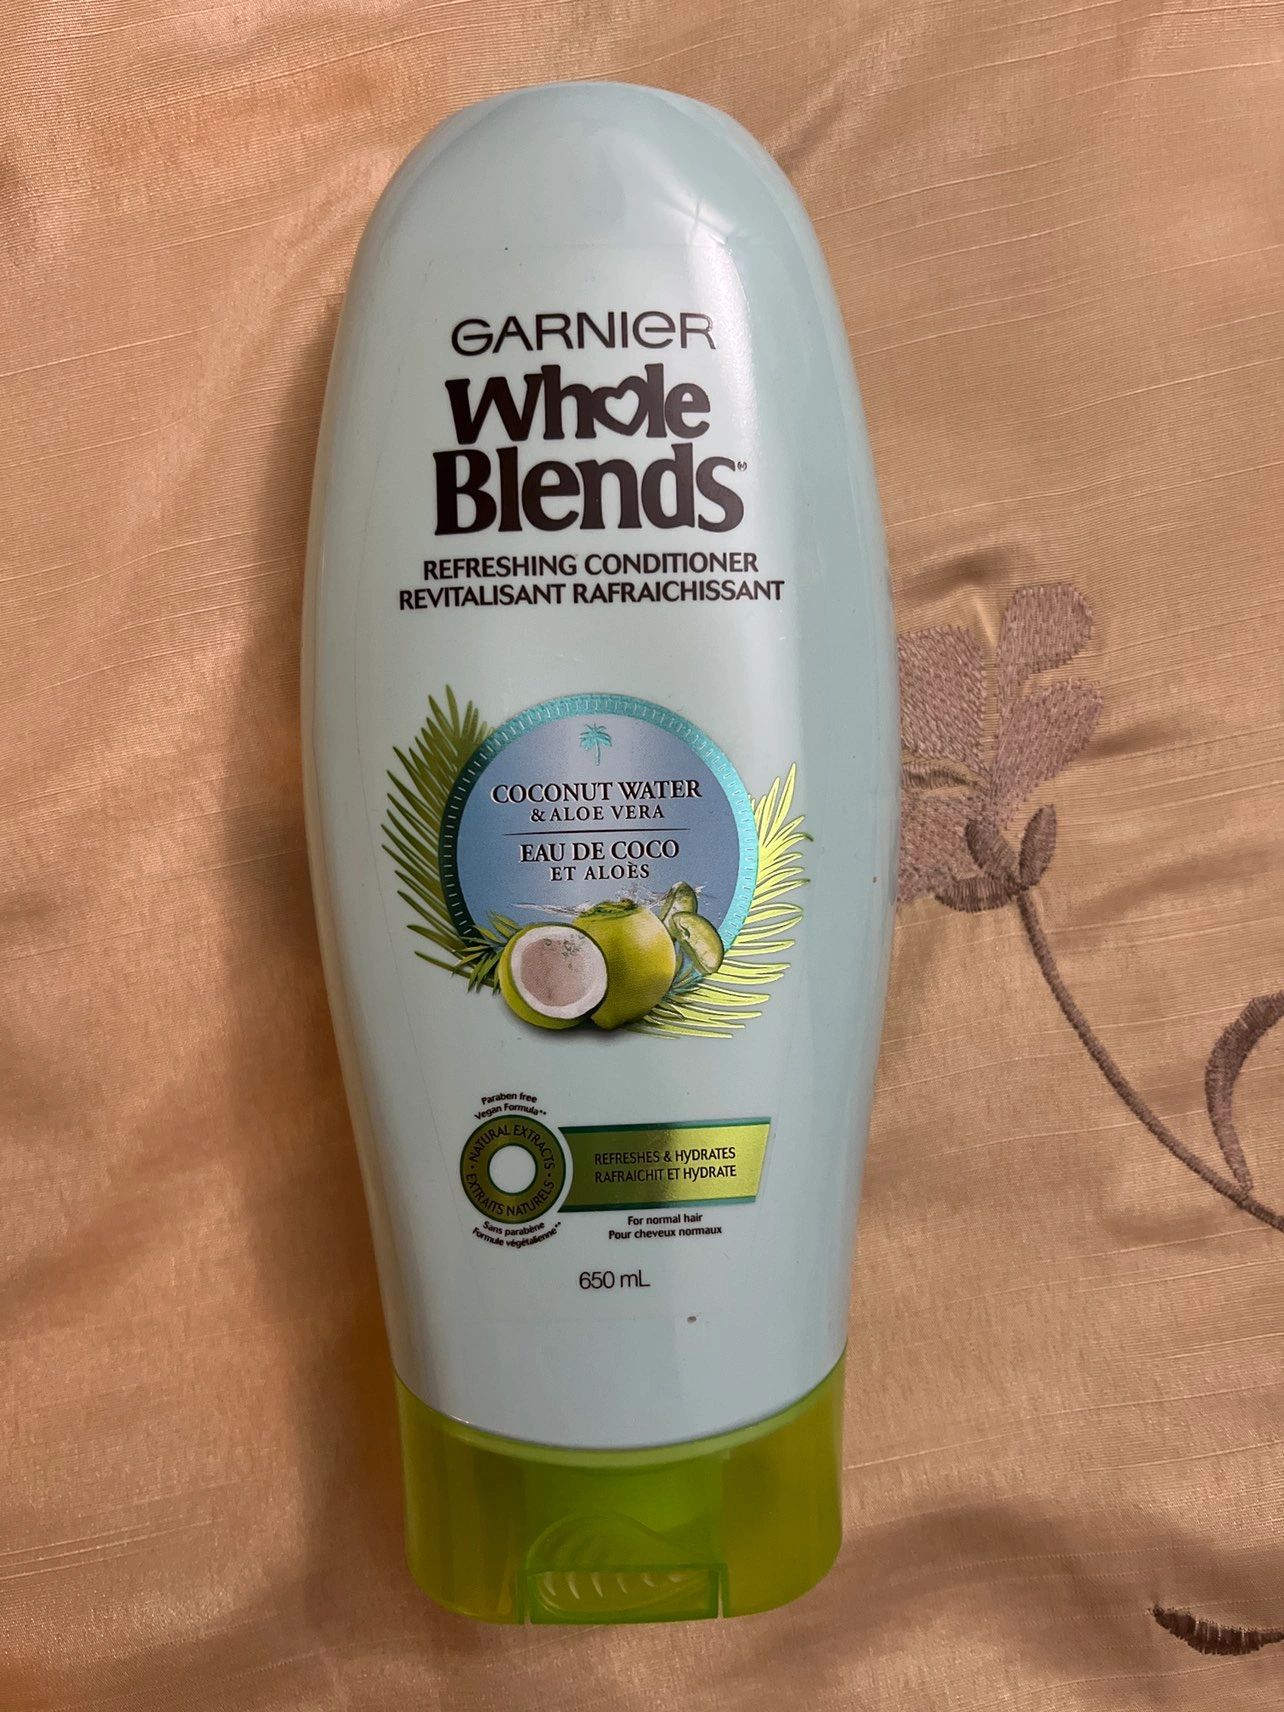 GARNIER
Whole
Blends
REFRESHING CONDITIONER
REVITALISANT RAFRAICHISSANT
COCONUT WATER
& ALOE VERA
EAU DE COCO
ET ALOÈS
Paraben free
Vegan Formula**
• NATURAL EXTRACTS •
EXTRAITS NATURELS
Sans parabène
Formule végétalienne**
REFRESHES & HYDRATES
RAFRAICHIT ET HYDRATE
For normal hair
Pour cheveux normaux
650 mL